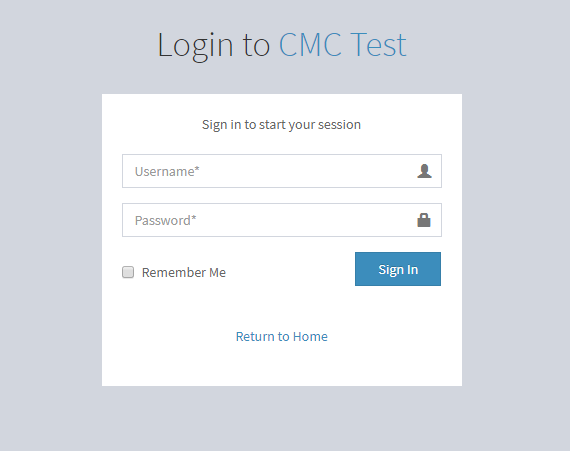 Login to CMC Test
Sign in to start your session
Username*
Password*
Remember Me
Sign In
Return to Home